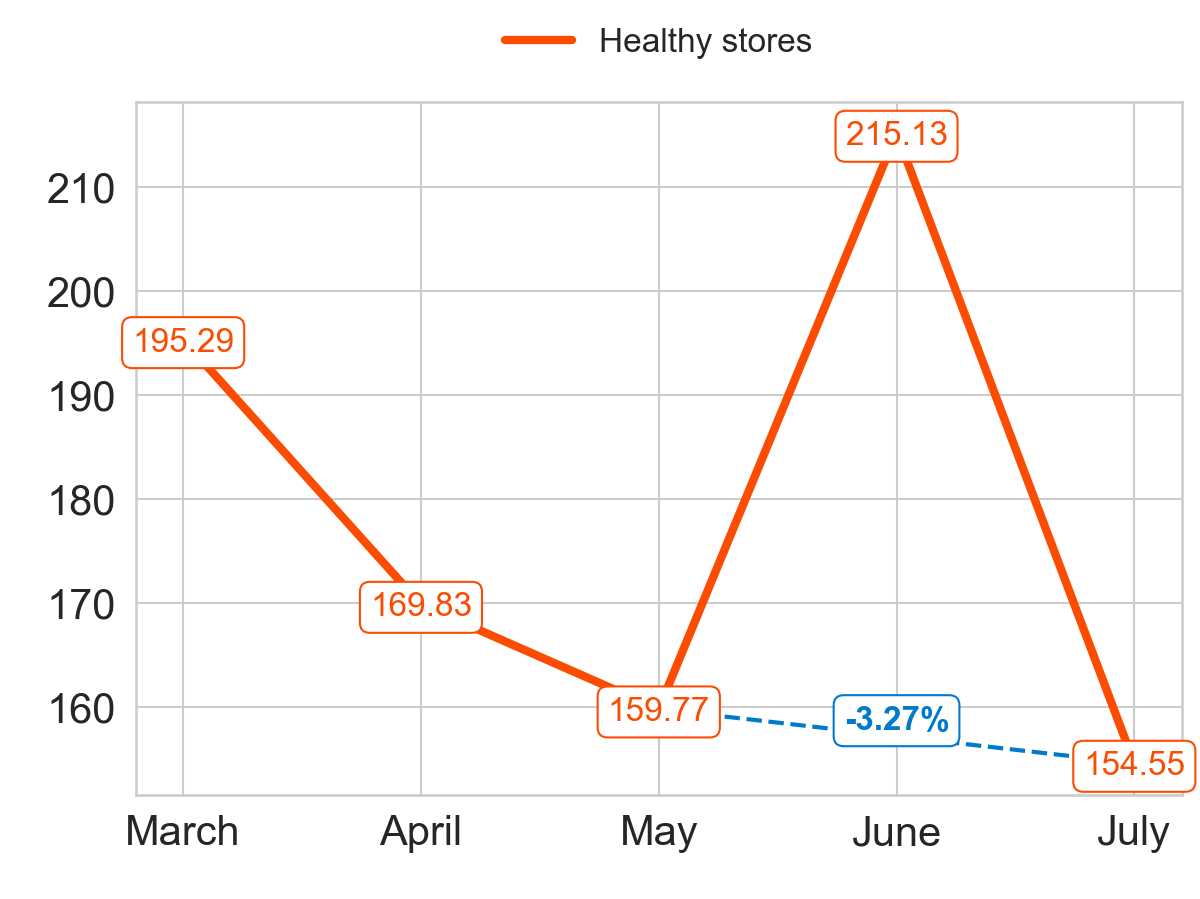 Healthy stores
215.13
210
200
195.29
190
180
170
169.83
160
159.77
-3.27%
154.55
March
April
May
June
July